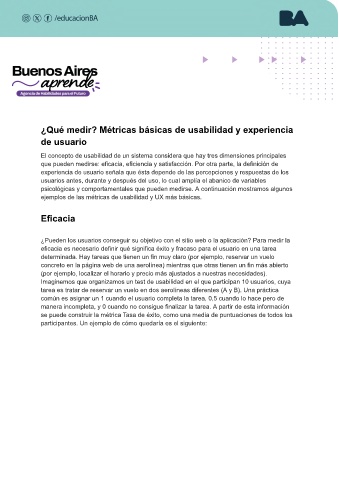 /educacionBA
BA
Buenos Aires
aprende
Agencia de Habilidades para el Futuro
¿Qué medir? Métricas básicas de usabilidad y experiencia
de usuario
El concepto de usabilidad de un sistema considera que hay tres dimensiones principales
que pueden medirse: eficacia, eficiencia y satisfacción. Por otra parte, la definición de
experiencia de usuario señala que ésta depende de las percepciones y respuestas de los
usuarios antes, durante y después del uso, lo cual amplía el abanico de variables
psicológicas y comportamentales que pueden medirse. A continuación mostramos algunos
ejemplos de las métricas de usabilidad y UX más básicas.
Eficacia
¿Pueden los usuarios conseguir su objetivo con el sitio web o la aplicación? Para medir la
eficacia es necesario definir qué significa éxito y fracaso para el usuario en una tarea
determinada. Hay tareas que tienen un fin muy claro (por ejemplo, reservar un vuelo
concreto en la página web de una aerolínea) mientras que otras tienen un fin más abierto
(por ejemplo, localizar el horario y precio más ajustados a nuestras necesidades).
Imaginemos que organizamos un test de usabilidad en el que participan 10 usuarios, cuya
tarea es tratar de reservar un vuelo en dos aerolíneas diferentes (A y B). Una práctica
común es asignar un 1 cuando el usuario completa la tarea, 0,5 cuando lo hace pero de
manera incompleta, y 0 cuando no consigue finalizar la tarea. A partir de esta información
se puede construir la métrica Tasa de éxito, como una media de puntuaciones de todos los
participantes. Un ejemplo de cómo quedaría es el siguiente: